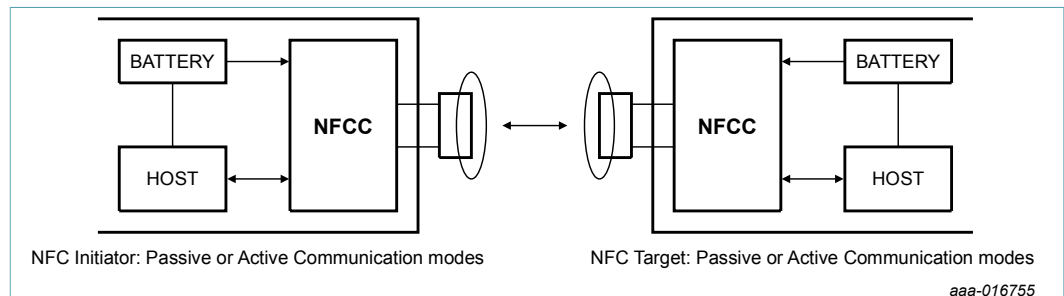 BATTERY
NFCC
HOST
BATTERY
NFCC
HOST
NFC Initiator: Passive or Active Communication modes
NFC Target: Passive or Active Communication modes
aaa-016755